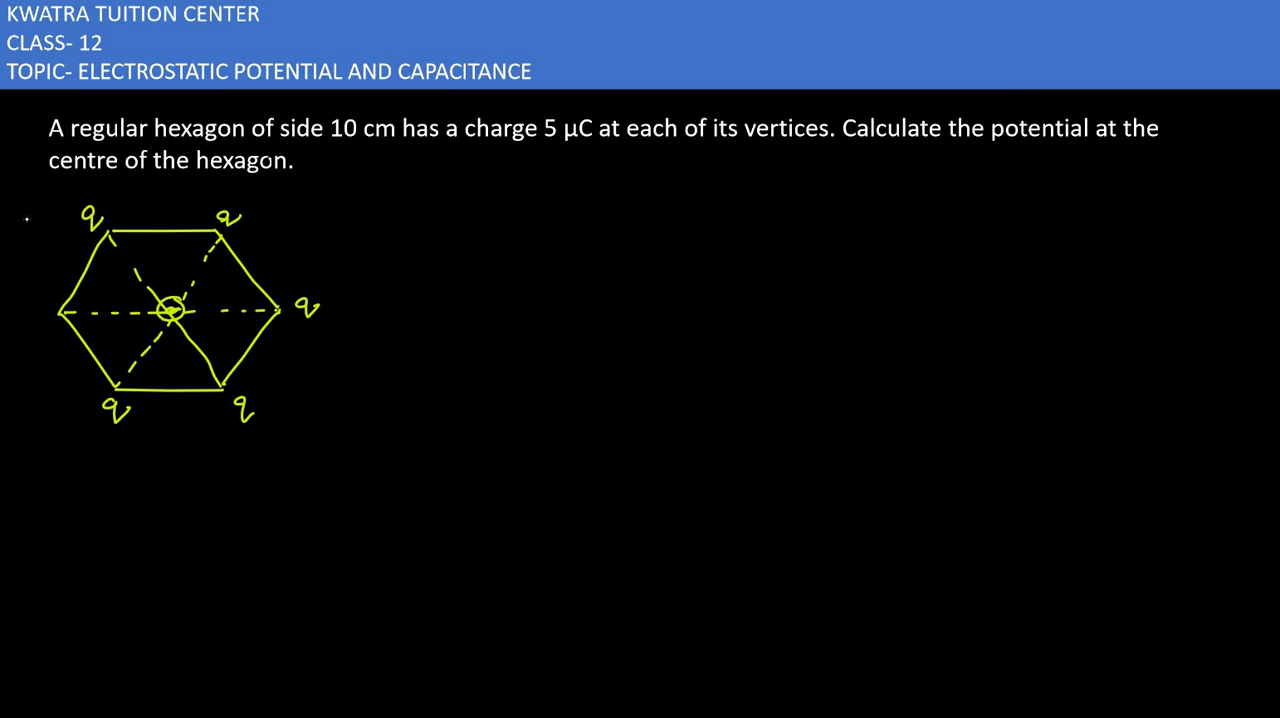 KWATRA TUITION CENTER
CLASS- 12
TOPIC- ELECTROSTATIC POTENTIAL AND CAPACITANCE
A regular hexagon of side 10 cm has a charge 5 μC at each of its vertices. Calculate the potential at the
centre of the hexagon.
q q
q
q q